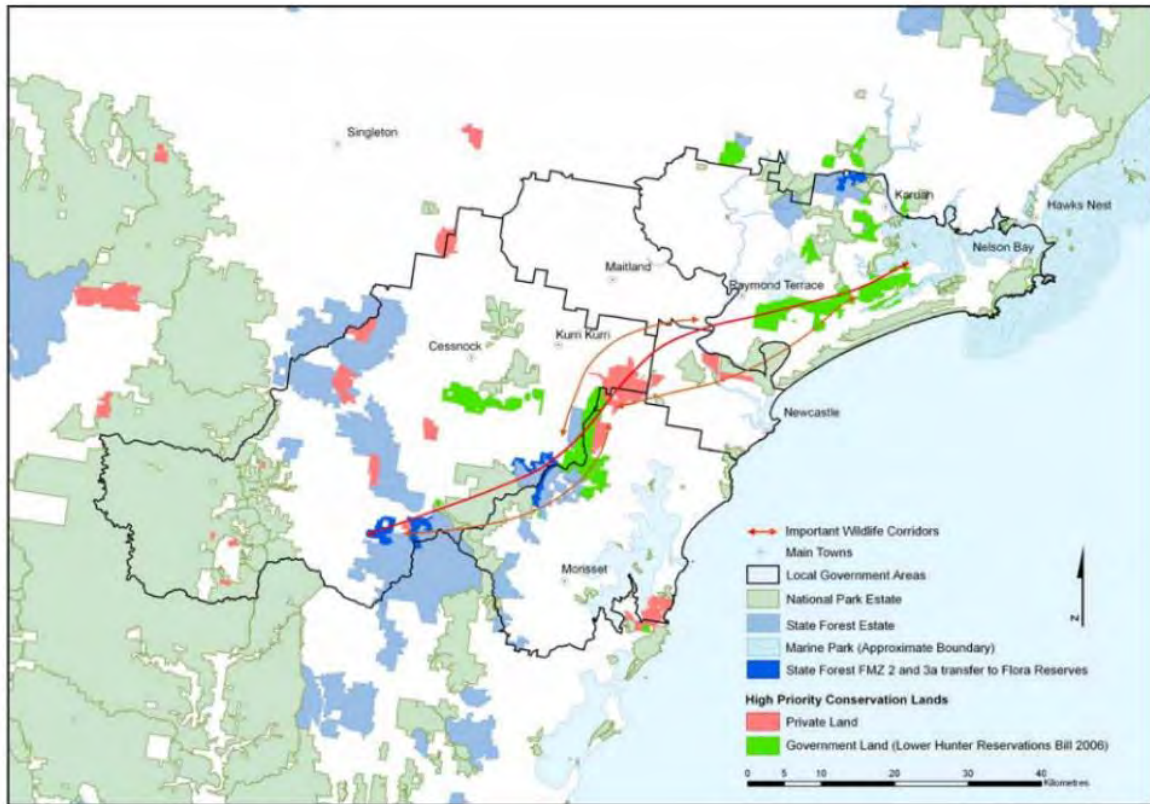 Singleton
Karuah
Hawks Nest
Nelson Bay
Maitland
Raymond Terrace
Kurri Kurri
Cessnock
Newcastle
Morisset
Important Wildlife Corridors
Main Towns
Local Government Areas
National Park Estate
State Forest Estate
Marine Park (Approximate Boundary)
State Forest FMZ 2 and 3a transfer to Flora Reserves
High Priority Conservation Lands
Private Land
Government Land (Lower Hunter Reservations Bill 2006)
N
0 5 10 20 30 40
Kilometres